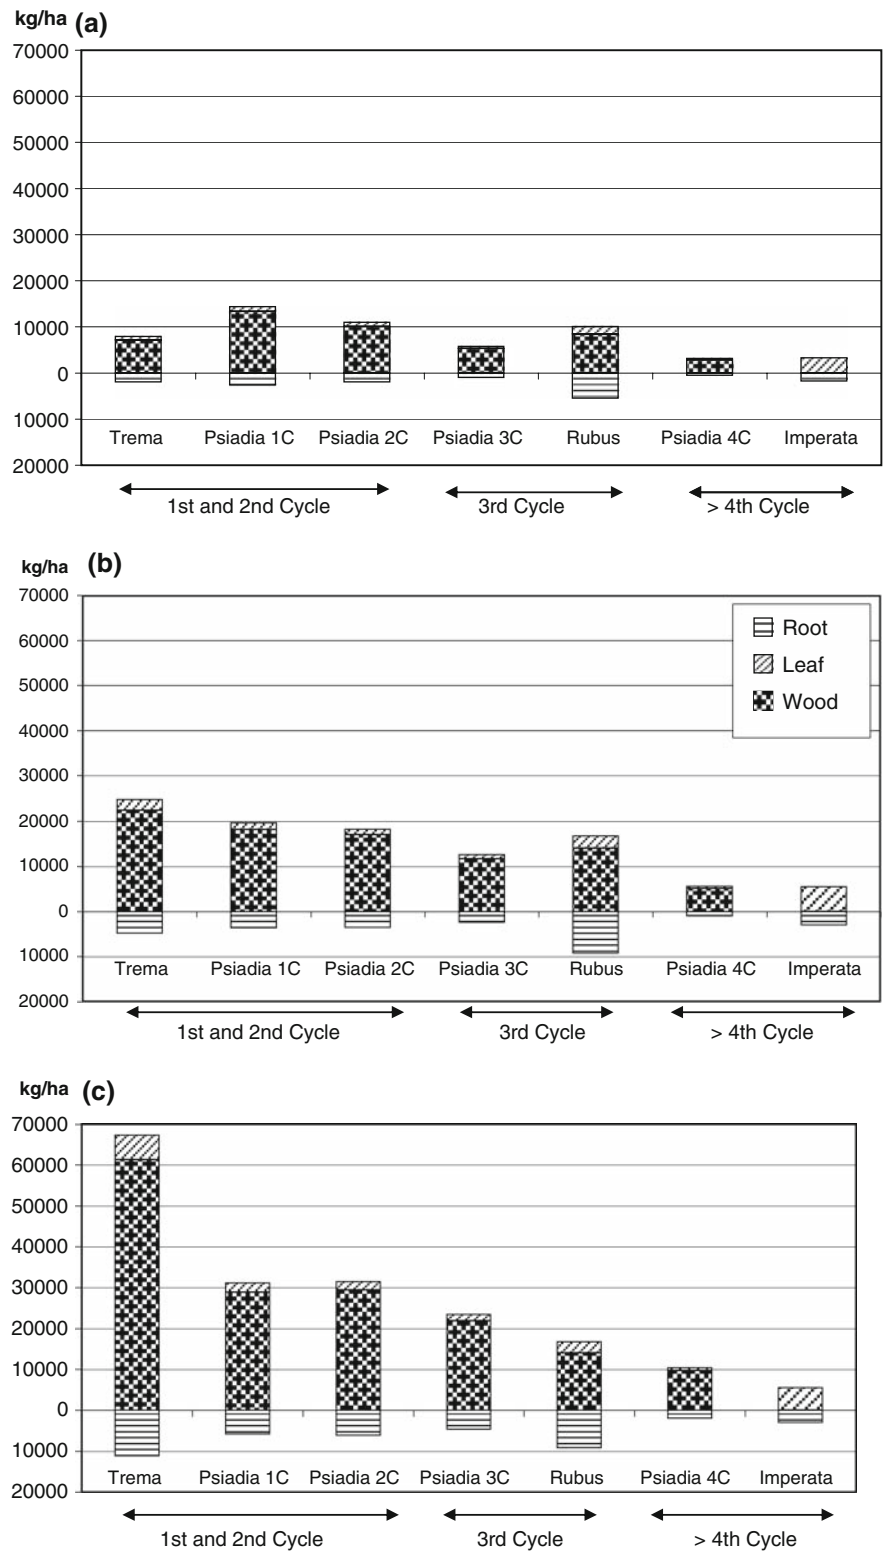 kg/ha (a)
70000
60000
50000
40000
30000
20000
10000
0
10000
20000
Trema Psiadia 1C Psiadia 2C Psiadia 3C Rubus Psiadia 4C Imperata
1st and 2nd Cycle 3rd Cycle > 4th Cycle
kg/ha (b)
70000
60000
50000
40000
30000
20000
10000
0
10000
20000
Root
Leaf
Wood
Trema Psiadia 1C Psiadia 2C Psiadia 3C Rubus Psiadia 4C Imperata
1st and 2nd Cycle 3rd Cycle > 4th Cycle
kg/ha (c)
70000
60000
50000
40000
30000
20000
10000
0
10000
20000
Trema Psiadia 1C Psiadia 2C Psiadia 3C Rubus Psiadia 4C Imperata
1st and 2nd Cycle 3rd Cycle > 4th Cycle